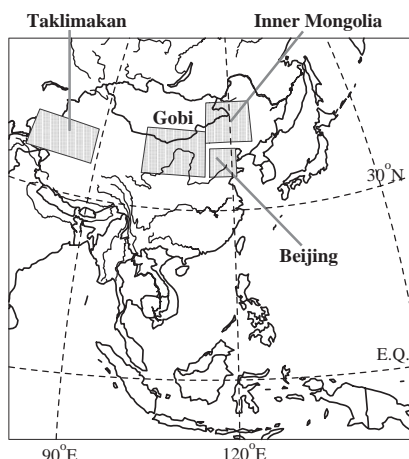 Taklimakan
Inner Mongolia
Gobi
30°N
Beijing
E.Q.
90°E
120°E